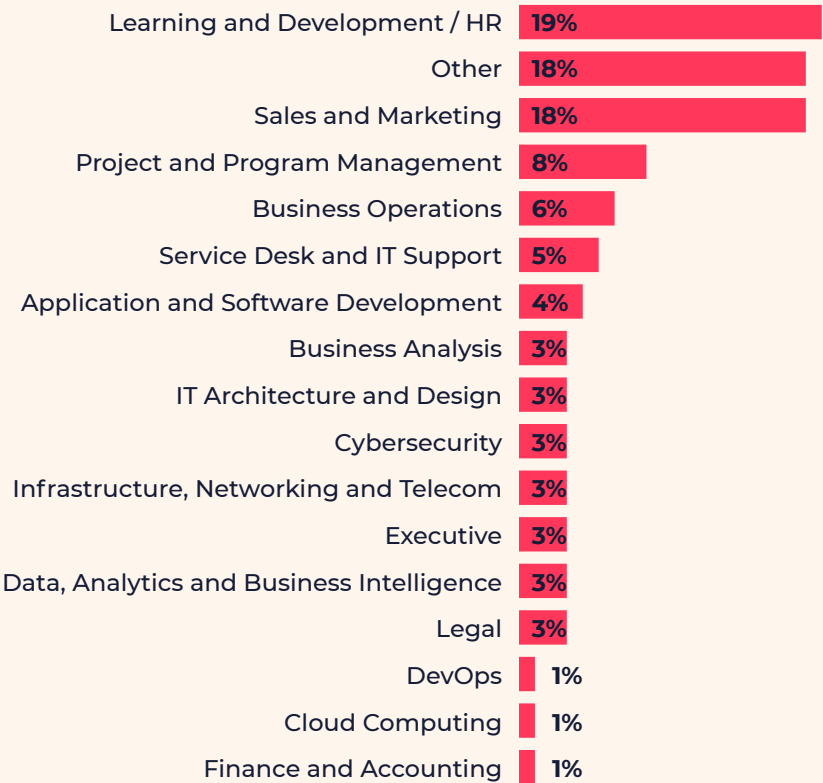 Learning and Development / HR 19%
Other 18%
Sales and Marketing 18%
Project and Program Management 8%
Business Operations 6%
Service Desk and IT Support 5%
Application and Software Development 4%
Business Analysis 3%
IT Architecture and Design 3%
Cybersecurity 3%
Infrastructure, Networking and Telecom 3%
Executive 3%
Data, Analytics and Business Intelligence 3%
Legal 3%
DevOps 1%
Cloud Computing 1%
Finance and Accounting 1%